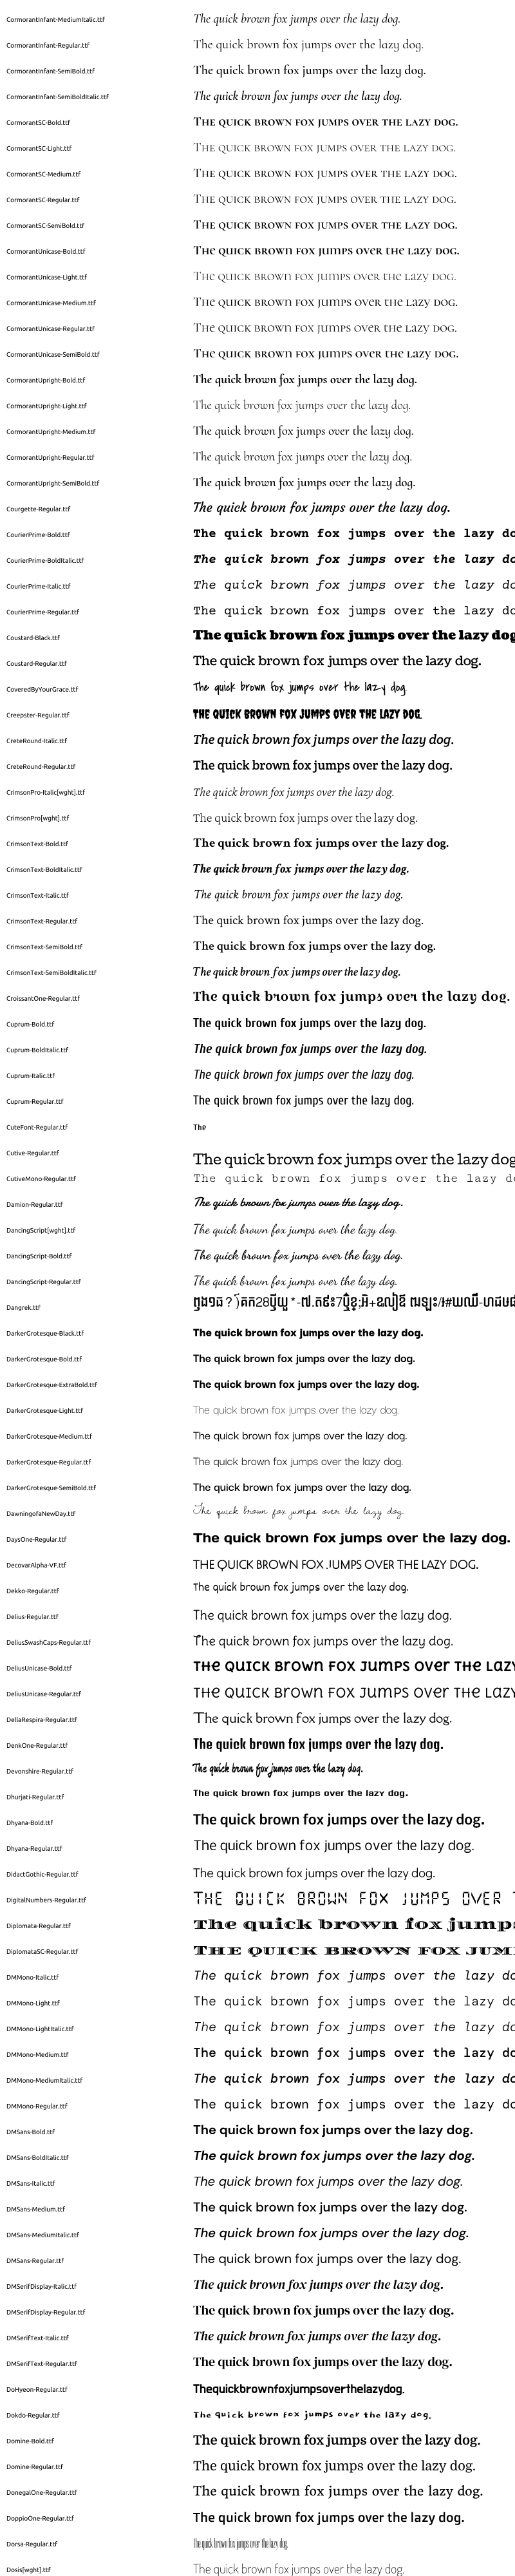 CormorantInfant-MediumItalic.ttf The quick brown fox jumps over the lazy dog.
CormorantInfant-Regular.ttf The quick brown fox jumps over the lazy dog.
CormorantInfant-SemiBold.ttf The quick brown fox jumps over the lazy dog.
CormorantInfant-SemiBoldItalic.ttf The quick brown fox jumps over the lazy dog.
CormorantSC-Bold.ttf The quick brown fox jumps over the lazy dog.
CormorantSC-Light.ttf The quick brown fox jumps over the lazy dog.
CormorantSC-Medium.ttf The quick brown fox jumps over the lazy dog.
CormorantSC-Regular.ttf The quick brown fox jumps over the lazy dog.
CormorantSC-SemiBold.ttf The quick brown fox jumps over the lazy dog.
CormorantUnicase-Bold.ttf The quick brown fox jumps over the lazy dog.
CormorantUnicase-Light.ttf The quick brown fox jumps over the lazy dog.
CormorantUnicase-Medium.ttf The quick brown fox jumps over the lazy dog.
CormorantUnicase-Regular.ttf The quick brown fox jumps over the lazy dog.
CormorantUnicase-SemiBold.ttf The quick brown fox jumps over the lazy dog.
CormorantUpright-Bold.ttf The quick brown fox jumps over the lazy dog.
CormorantUpright-Light.ttf The quick brown fox jumps over the lazy dog.
CormorantUpright-Medium.ttf The quick brown fox jumps over the lazy dog.
CormorantUpright-Regular.ttf The quick brown fox jumps over the lazy dog.
CormorantUpright-SemiBold.ttf The quick brown fox jumps over the lazy dog.
Courgette-Regular.ttf The quick brown fox jumps over the lazy dog.
CourierPrime-Bold.ttf The quick brown fox jumps over the lazy do
CourierPrime-BoldItalic.ttf The quick brown fox jumps over the lazy do
CourierPrime-Italic.ttf The quick brown fox jumps over the lazy do
CourierPrime-Regular.ttf The quick brown fox jumps over the lazy do
Coustard-Black.ttf The quick brown fox jumps over the lazy dog
Coustard-Regular.ttf The quick brown fox jumps over the lazy dog.
CoveredByYourGrace.ttf The quick brown fox jumps over the lazy dog.
Creepster-Regular.ttf The quick brown fox jumps over the lazy dog.
CreteRound-Italic.ttf The quick brown fox jumps over the lazy dog.
CreteRound-Regular.ttf The quick brown fox jumps over the lazy dog.
CrimsonPro-Italic[wght].ttf The quick brown fox jumps over the lazy dog.
CrimsonPro[wght].ttf The quick brown fox jumps over the lazy dog.
CrimsonText-Bold.ttf The quick brown fox jumps over the lazy dog.
CrimsonText-BoldItalic.ttf The quick brown fox jumps over the lazy dog.
CrimsonText-Italic.ttf The quick brown fox jumps over the lazy dog.
CrimsonText-Regular.ttf The quick brown fox jumps over the lazy dog.
CrimsonText-SemiBold.ttf The quick brown fox jumps over the lazy dog.
CrimsonText-SemiBoldItalic.ttf The quick brown fox jumps over the lazy dog.
CroissantOne-Regular.ttf The quick brown fox jumps over the lazy dog.
Cuprum-Bold.ttf The quick brown fox jumps over the lazy dog.
Cuprum-BoldItalic.ttf The quick brown fox jumps over the lazy dog.
Cuprum-Italic.ttf The quick brown fox jumps over the lazy dog.
Cuprum-Regular.ttf The quick brown fox jumps over the lazy dog.
CuteFont-Regular.ttf The
Cutive-Regular.ttf The quick brown fox jumps over the lazy dog
CutiveMono-Regular.ttf The quick brown fox jumps over the lazy do
Damion-Regular.ttf The quick brown fox jumps over the lazy dog.
DancingScript[wght].ttf The quick brown fox jumps over the lazy dog.
DancingScript-Bold.ttf The quick brown fox jumps over the lazy dog.
DancingScript-Regular.ttf The quick brown fox jumps over the lazy dog.
Dangrek.ttf
DarkerGrotesque-Black.ttf The quick brown fox jumps over the lazy dog.
DarkerGrotesque-Bold.ttf The quick brown fox jumps over the lazy dog.
DarkerGrotesque-ExtraBold.ttf The quick brown fox jumps over the lazy dog.
DarkerGrotesque-Light.ttf The quick brown fox jumps over the lazy dog.
DarkerGrotesque-Medium.ttf The quick brown fox jumps over the lazy dog.
DarkerGrotesque-Regular.ttf The quick brown fox jumps over the lazy dog.
DarkerGrotesque-SemiBold.ttf The quick brown fox jumps over the lazy dog.
DawningofaNewDay.ttf The quick brown fox jumps over the lazy dog.
DaysOne-Regular.ttf The quick brown fox jumps over the lazy dog.
DecovarAlpha-VF.ttf THE QUICK BROWN FOX JUMPS OVER THE LAZY DOG.
Dekko-Regular.ttf The quick brown fox jumps over the lazy dog.
Delius-Regular.ttf The quick brown fox jumps over the lazy dog.
DeliusSwashCaps-Regular.ttf The quick brown fox jumps over the lazy dog.
DeliusUnicase-Bold.ttf The quick brown fox jumps over the lazy
DeliusUnicase-Regular.ttf The quick brown fox jumps over the lazy
DellaRespira-Regular.ttf The quick brown fox jumps over the lazy dog.
DenkOne-Regular.ttf The quick brown fox jumps over the lazy dog.
Devonshire-Regular.ttf The quick brown fox jumps over the lazy dog.
Dhurjati-Regular.ttf The quick brown fox jumps over the lazy dog.
Dhyana-Bold.ttf The quick brown fox jumps over the lazy dog.
Dhyana-Regular.ttf The quick brown fox jumps over the lazy dog.
DidactGothic-Regular.ttf The quick brown fox jumps over the lazy dog.
DigitalNumbers-Regular.ttf THE QUICK BROWN FOX JUMPS OVER T
Diplomata-Regular.ttf The quick brown fox jumps
DiplomataSC-Regular.ttf The quick brown fox jum
DMMono-Italic.ttf The quick brown fox jumps over the lazy do
DMMono-Light.ttf The quick brown fox jumps over the lazy do
DMMono-LightItalic.ttf The quick brown fox jumps over the lazy do
DMMono-Medium.ttf The quick brown fox jumps over the lazy do
DMMono-MediumItalic.ttf The quick brown fox jumps over the lazy do
DMMono-Regular.ttf The quick brown fox jumps over the lazy do
DMSans-Bold.ttf The quick brown fox jumps over the lazy dog.
DMSans-BoldItalic.ttf The quick brown fox jumps over the lazy dog.
DMSans-Italic.ttf The quick brown fox jumps over the lazy dog.
DMSans-Medium.ttf The quick brown fox jumps over the lazy dog.
DMSans-MediumItalic.ttf The quick brown fox jumps over the lazy dog.
DMSans-Regular.ttf The quick brown fox jumps over the lazy dog.
DMSerifDisplay-Italic.ttf The quick brown fox jumps over the lazy dog.
DMSerifDisplay-Regular.ttf The quick brown fox jumps over the lazy dog.
DMSerifText-Italic.ttf The quick brown fox jumps over the lazy dog.
DMSerifText-Regular.ttf The quick brown fox jumps over the lazy dog.
DoHyeon-Regular.ttf Thequickbrownfoxjumpsoverthelazydog.
Dokdo-Regular.ttf The quick brown fox jumps over the lazy dog.
Domine-Bold.ttf The quick brown fox jumps over the lazy dog.
Domine-Regular.ttf The quick brown fox jumps over the lazy dog.
DonegalOne-Regular.ttf The quick brown fox jumps over the lazy dog.
DoppioOne-Regular.ttf The quick brown fox jumps over the lazy dog.
Dorsa-Regular.ttf The quick brown fox jumps over the lazy dog.
Dosis[wght].ttf The quick brown fox jumps over the lazy dog.